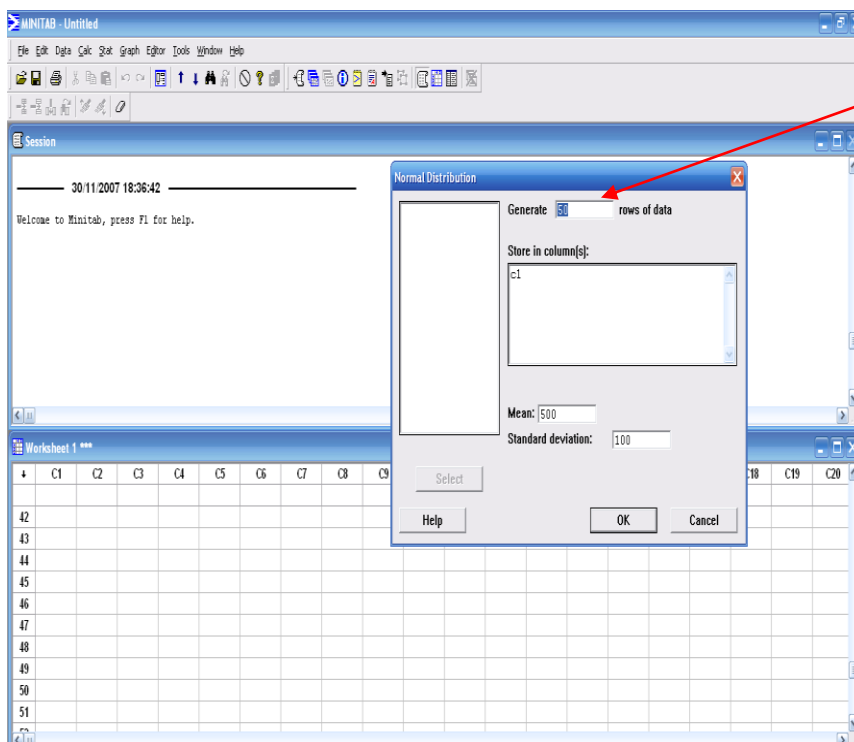 MINITAB - Untitled
File Edit Data Calc Stat Graph Editor Tools Window Help
Session
30/11/2007 18:36:42
Welcome to Minitab, press F1 for help.
Normal Distribution
Generate 50 rows of data
Store in column(s):
c1
Mean: 500
Standard deviation: 100
Select
Help OK Cancel
Worksheet 1 ***
↓ C1 C2 C3 C4 C5 C6 C7 C8 C9 C18 C19 C20
42
43
44
45
46
47
48
49
50
51